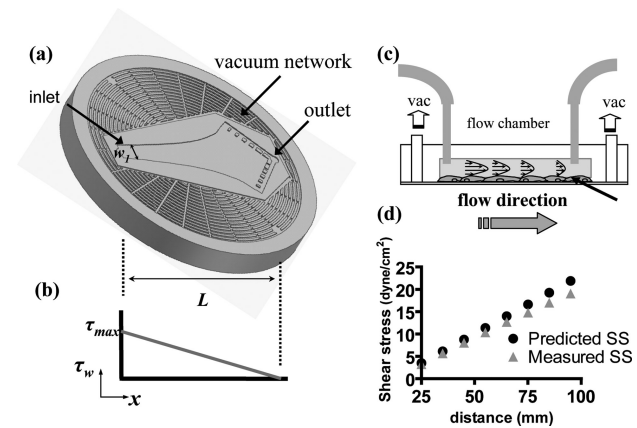 (a)
vacuum network
inlet
outlet
w1
L
(b)
τmax
τw
x
(c)
vac
vac
flow chamber
flow direction
(d)
Shear stress (dyne/cm2)
25
20
15
10
5
0
Predicted SS
Measured SS
25
50
75
100
distance (mm)